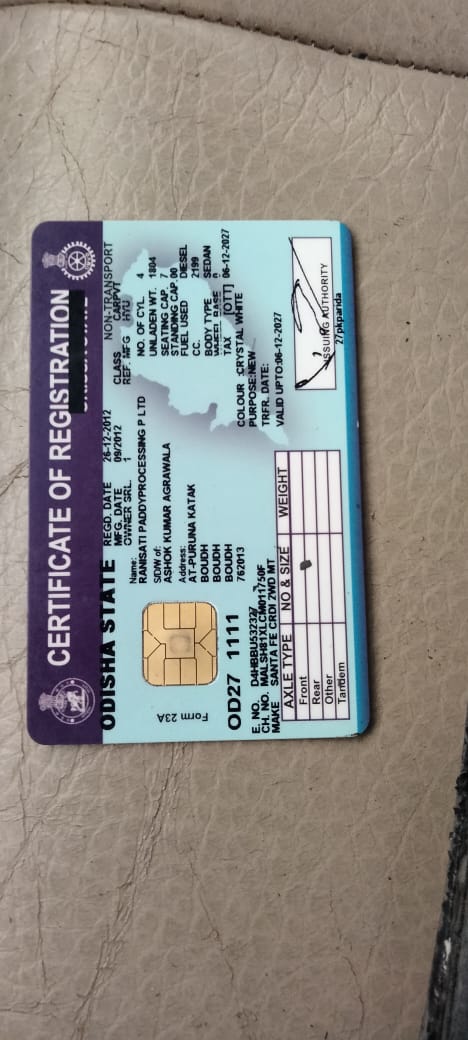 CERTIFICATE OF REGISTRATION
ODISHA STATE
REGD. DATE 26-12-2012 NON-TRANSPORT
MFG. DATE 09/2012 CLASS CARPVT
OWNER SRL. 1 REF. MFG HYU
Name:
RANISATI PADDYPROCESSING P LTD
S/D/W of:
ASHOK KUMAR AGRAWALA
Address:
AT-PURUNA KATAK
BOUDH
BOUDH
BOUDH
762013
NO. OF CYL 4
UNLADEN WT. 1804
SEATING CAP. 7
STANDING CAP. 00
FUEL USED DIESEL
CC. 2199
BODY TYPE SEDAN
WHEEL BASE 0
TAX [OTT] 06-12-2027
COLOUR :CRYSTAL WHITE
PURPOSE:NEW
TRFR. DATE:
VALID UPTO:06-12-2027
Form 23A
OD27 1111
E. NO.
CH. NO. MALSH81XLCM011750F
MAKE SANTA FE CRDI 2WD MT
AXLE TYPE NO & SIZE WEIGHT
Front
Rear
Other
Tandem
ISSUING AUTHORITY
27pkpanda